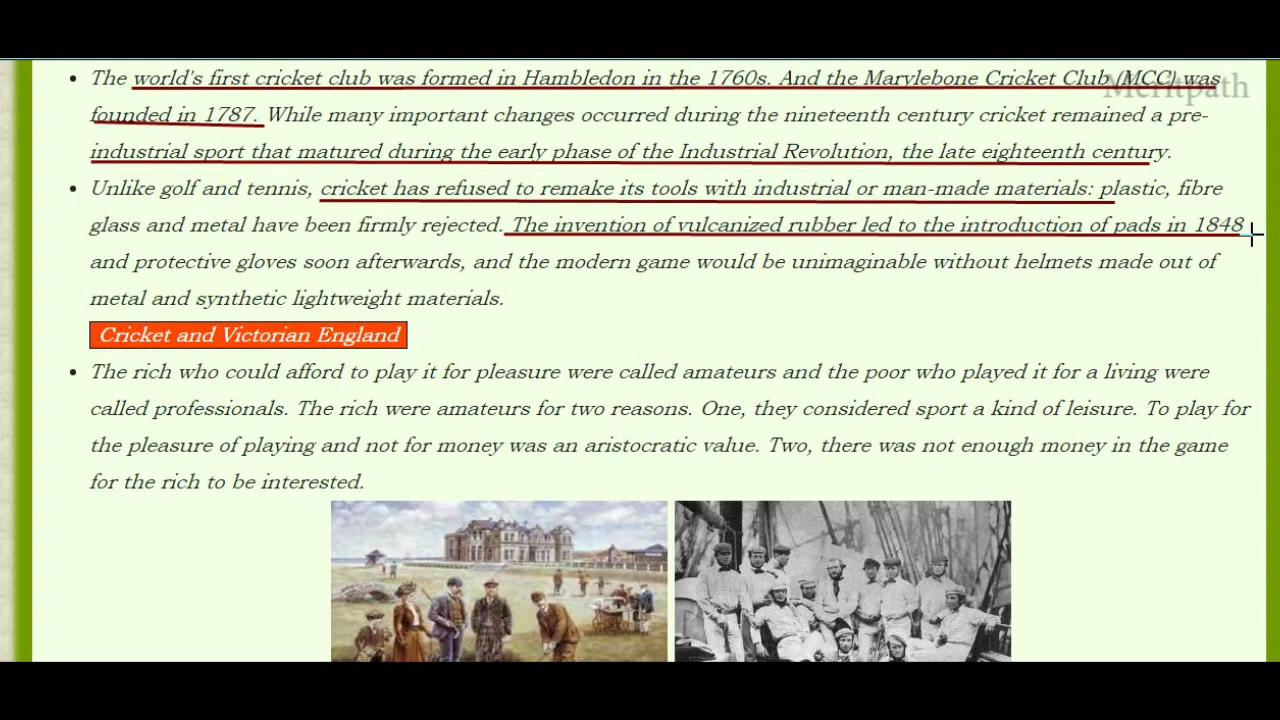 Meritpath
• The world's first cricket club was formed in Hambledon in the 1760s. And the Marylebone Cricket Club (MCC) was
founded in 1787. While many important changes occurred during the nineteenth century cricket remained a pre-
industrial sport that matured during the early phase of the Industrial Revolution, the late eighteenth century.
• Unlike golf and tennis, cricket has refused to remake its tools with industrial or man-made materials: plastic, fibre
glass and metal have been firmly rejected. The invention of vulcanized rubber led to the introduction of pads in 1848
and protective gloves soon afterwards, and the modern game would be unimaginable without helmets made out of
metal and synthetic lightweight materials.
Cricket and Victorian England
• The rich who could afford to play it for pleasure were called amateurs and the poor who played it for a living were
called professionals. The rich were amateurs for two reasons. One, they considered sport a kind of leisure. To play for
the pleasure of playing and not for money was an aristocratic value. Two, there was not enough money in the game
for the rich to be interested.